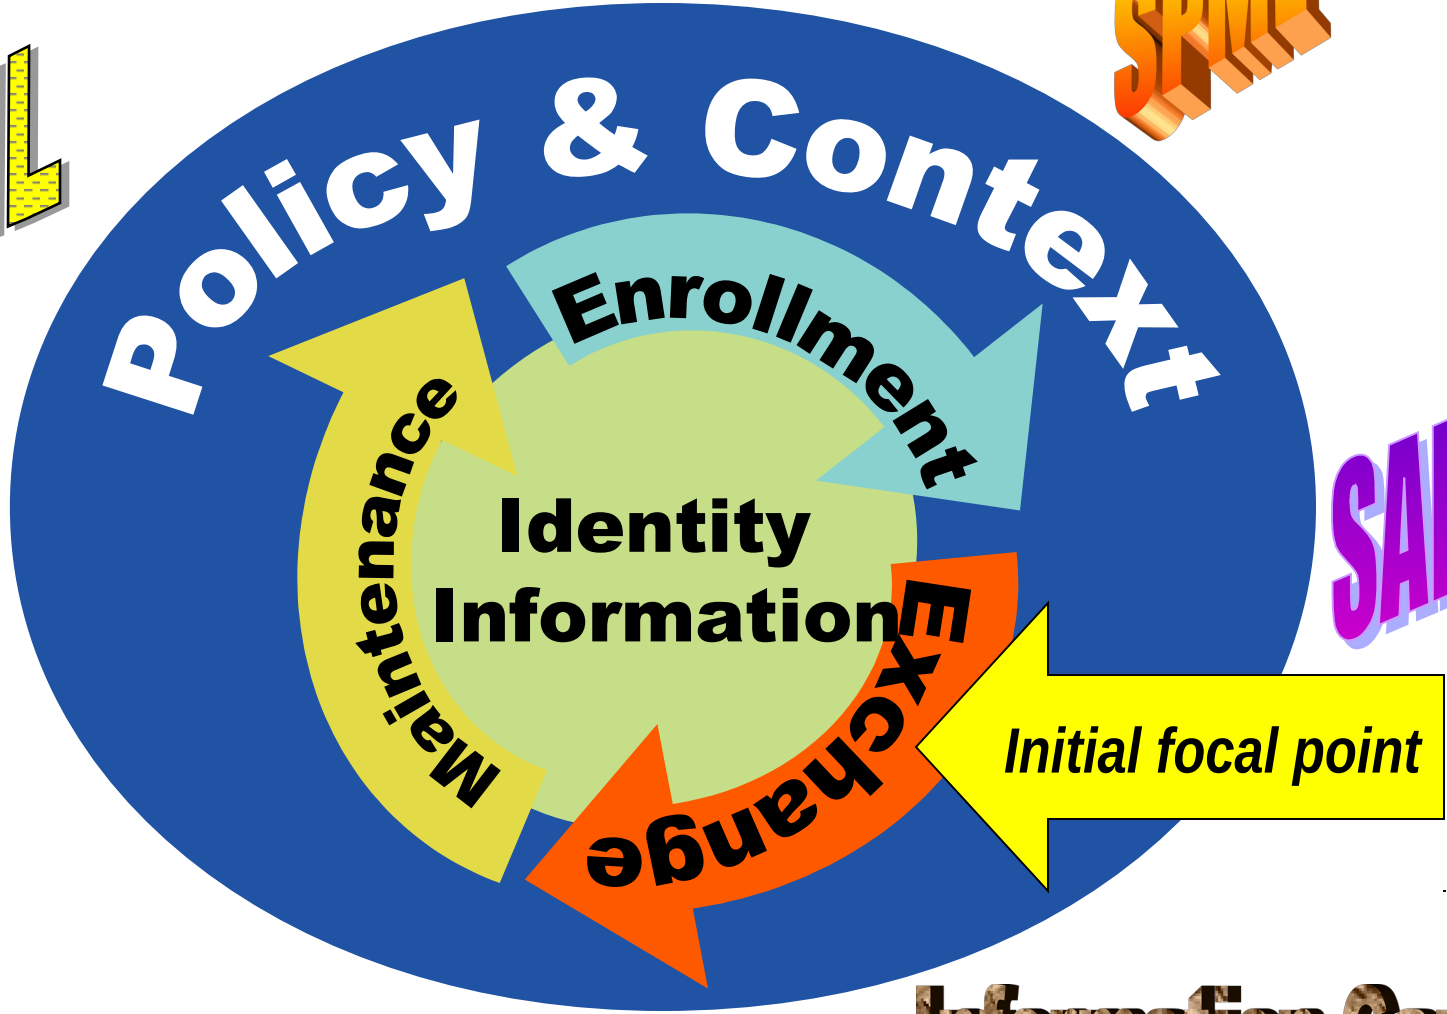 L
Policy & Context
Enrollment
Maintenance
Identity
Information
Exchange
Initial focal point